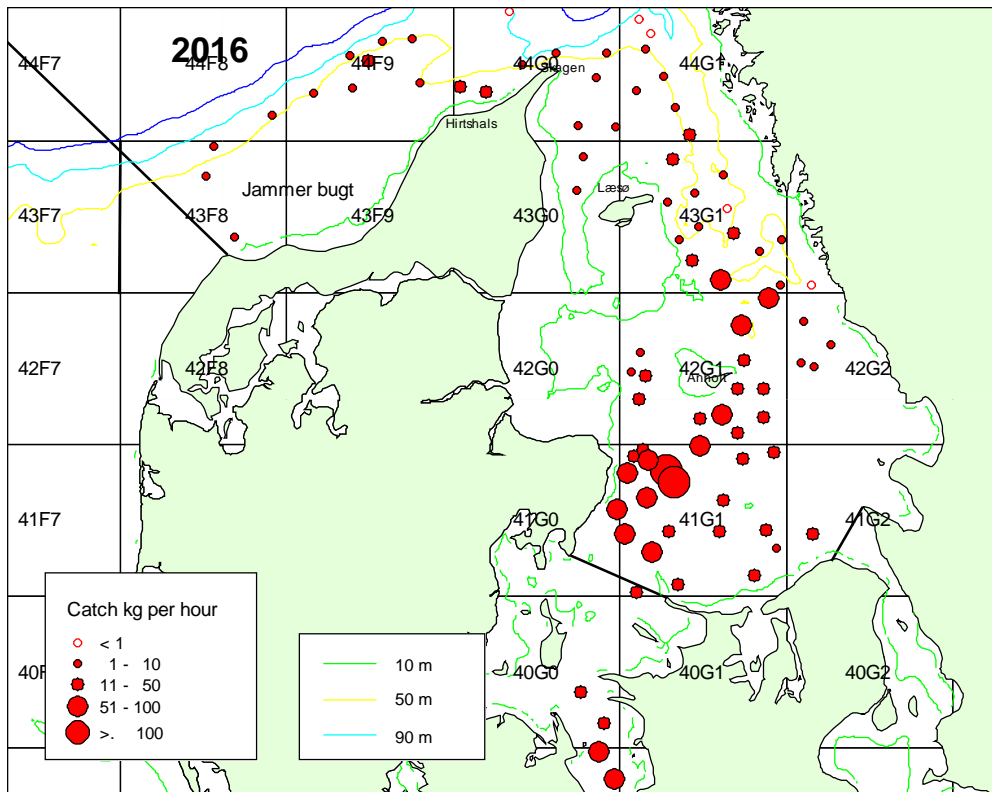 2016
44F7
44F8
44F9
44G0
44G1
Skagen
Hirtshals
Jammer bugt
Læsø
43F7
43F8
43F9
43G0
43G1
42F7
42F8
42G0
42G1
42G2
Anholt
41F7
41G0
41G1
41G2
Catch kg per hour
< 1
1 - 10
11 - 50
51 - 100
>. 100
10 m
50 m
90 m
40G0
40G1
40G2